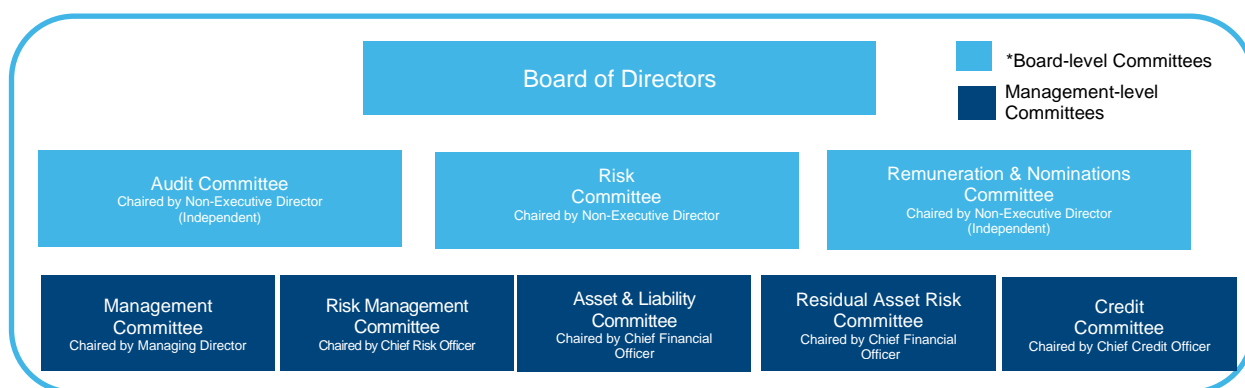 Board of Directors
*Board-level Committees
Management-level
Committees
Audit Committee
Chaired by Non-Executive Director
(Independent)
Risk
Committee
Chaired by Non-Executive Director
Remuneration & Nominations
Committee
Chaired by Non-Executive Director
(Independent)
Management
Committee
Chaired by Managing Director
Risk Management
Committee
Chaired by Chief Risk Officer
Asset & Liability
Committee
Chaired by Chief Financial
Officer
Residual Asset Risk
Committee
Chaired by Chief Financial
Officer
Credit
Committee
Chaired by Chief Credit Officer